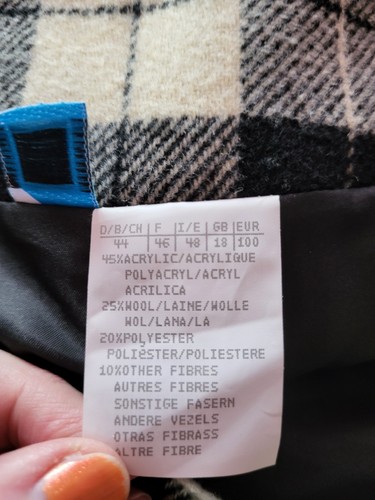 D/B/CH F I/E GB EUR
44 46 48 18 100
45%ACRYLIC/ACRYLIQUE
POLYACRYL/ACRYL
ACRILICA
25%WOOL/LAINE/WOLLE
WOL/LANA/LA
20%POLYESTER
POLIESTER/POLIESTERE
10%OTHER FIBRES
AUTRES FIBRES
SONSTIGE FASERN
ANDERE VEZELS
OTRAS FIBRASS
ALTRE FIBRE